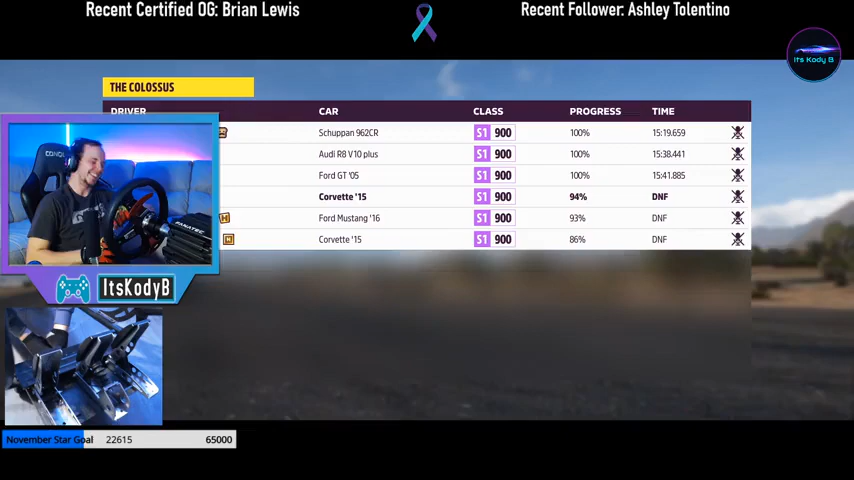 Recent Certified OG: Brian Lewis
Recent Follower: Ashley Tolentino
Its Kody B
THE COLOSSUS
DRIVER CAR CLASS PROGRESS TIME
Schuppan 962CR S1 900 100% 15:19.659
Audi R8 V10 plus S1 900 100% 15:38.441
Ford GT '05 S1 900 100% 15:41.885
Corvette '15 S1 900 94% DNF
Ford Mustang '16 S1 900 93% DNF
Corvette '15 S1 900 86% DNF
FANATEC
ItsKodyB
November Star Goal 22615 65000